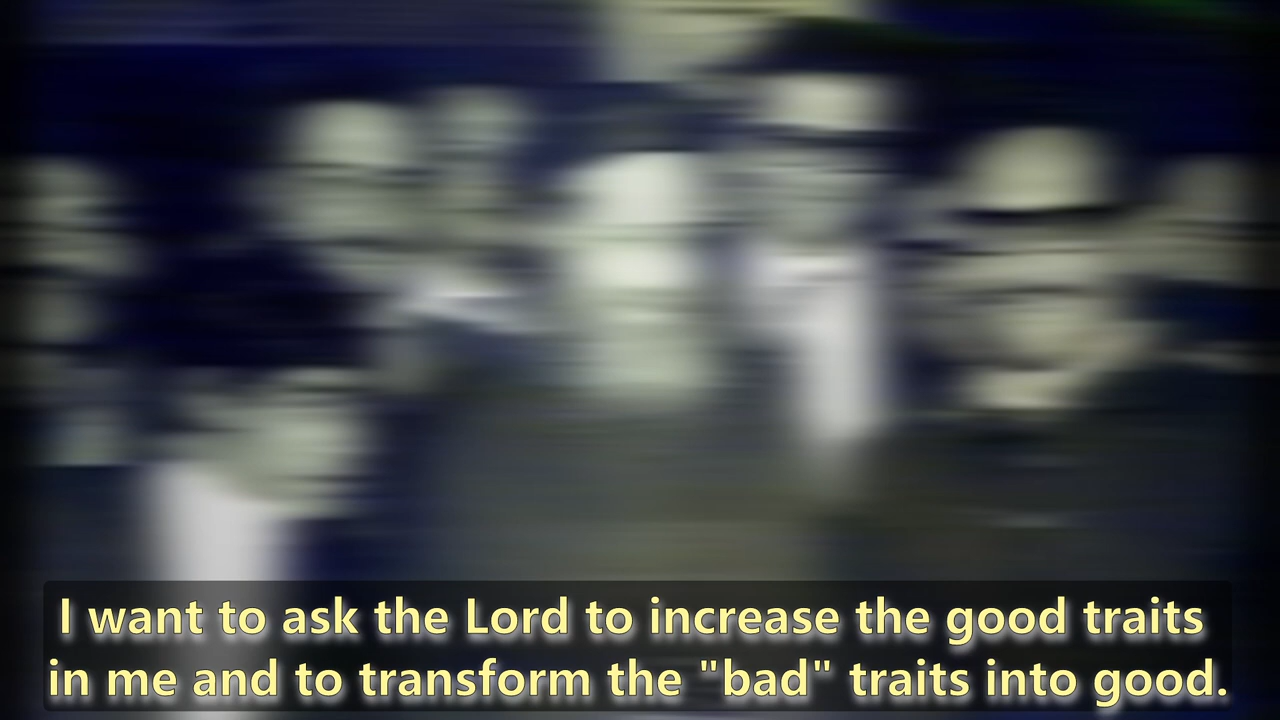 I want to ask the Lord to increase the good traits
in me and to transform the "bad" traits into good.